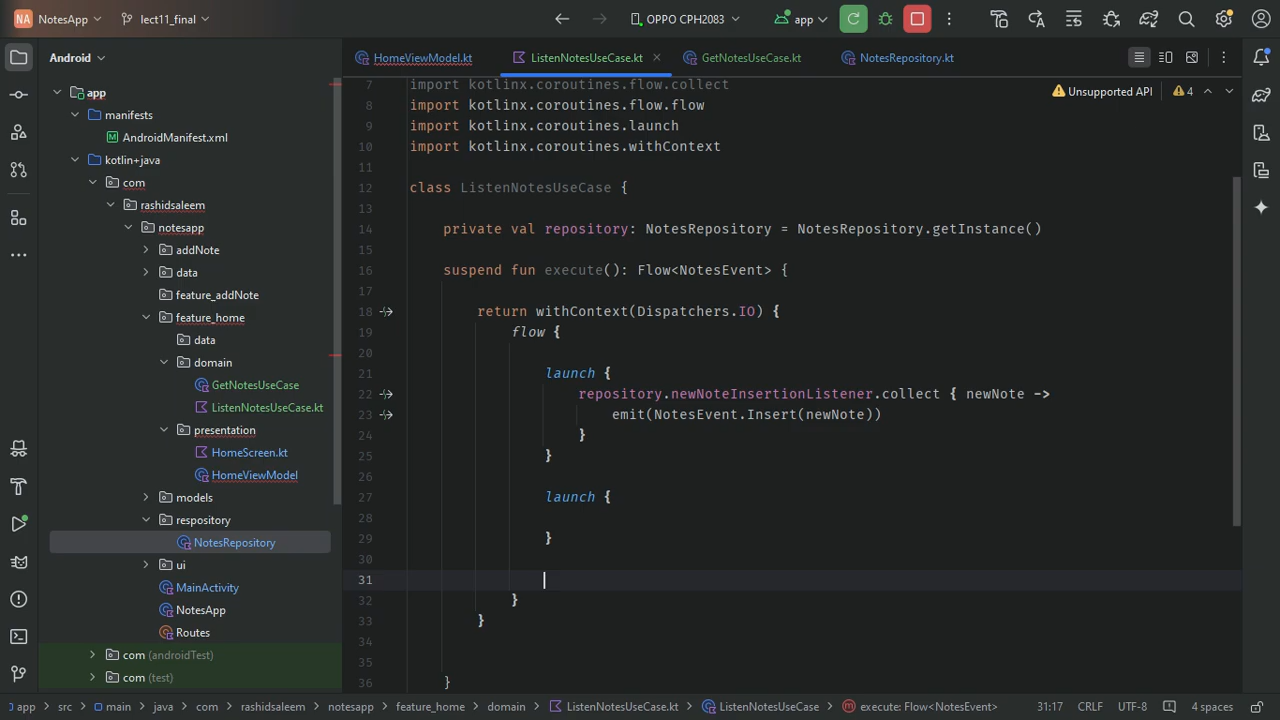 NA NotesApp lect11_final OPPO CPH2083 app
Android
HomeViewModel.kt ListenNotesUseCase.kt GetNotesUseCase.kt NotesRepository.kt
app
manifests
AndroidManifest.xml
kotlin+java
com
rashidsaleem
notesapp
addNote
data
feature_addNote
feature_home
data
domain
GetNotesUseCase
ListenNotesUseCase.kt
presentation
HomeScreen.kt
HomeViewModel
models
respository
NotesRepository
ui
MainActivity
NotesApp
Routes
com (androidTest)
com (test)
Unsupported API 4
7 import kotlinx.coroutines.flow.collect
8 import kotlinx.coroutines.flow.flow
9 import kotlinx.coroutines.launch
10 import kotlinx.coroutines.withContext
11
12 class ListenNotesUseCase {
13
14 private val repository: NotesRepository = NotesRepository.getInstance()
15
16 suspend fun execute(): Flow<NotesEvent> {
17
18 return withContext(Dispatchers.IO) {
19 flow {
20
21 launch {
22 repository.newNoteInsertionListener.collect { newNote ->
23 emit(NotesEvent.Insert(newNote))
24 }
25 }
26
27 launch {
28
29 }
30
31
32 }
33 }
34
35
36 }
app > src > main > java > com > rashidsaleem > notesapp > feature_home > domain > ListenNotesUseCase.kt > ListenNotesUseCase > execute: Flow<NotesEvent> 31:17 CRLF UTF-8 4 spaces